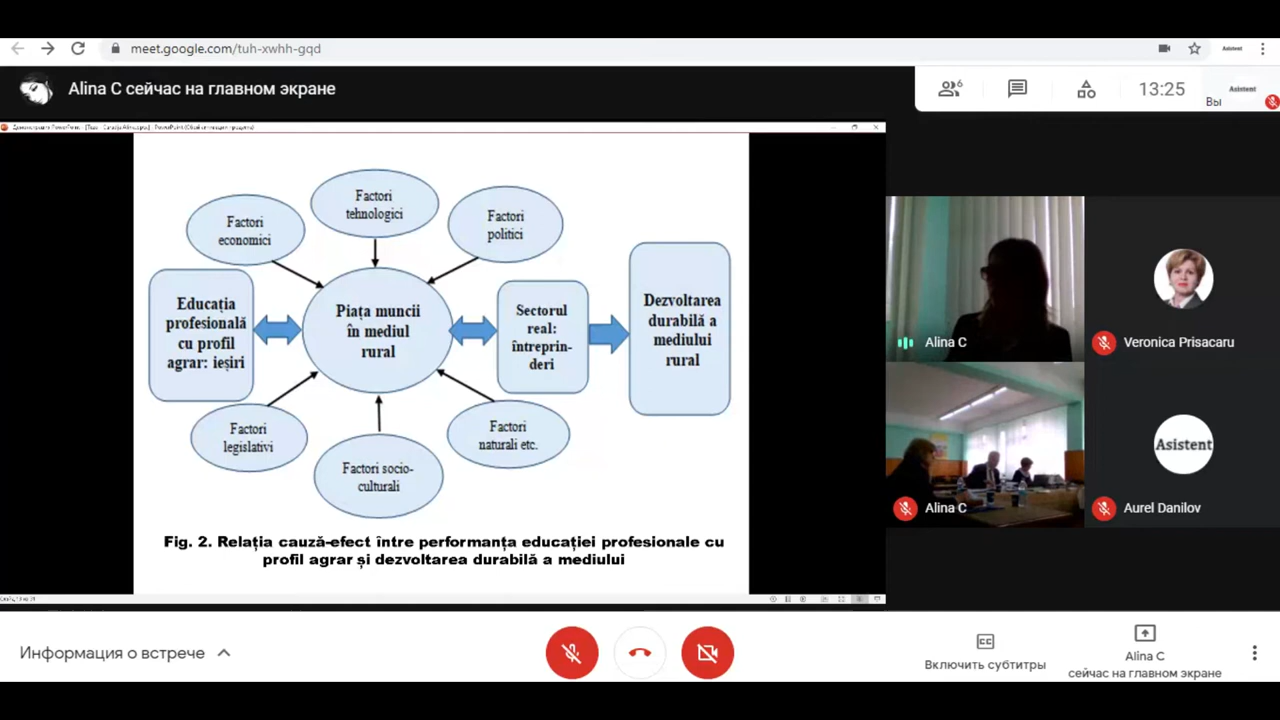 meet.google.com/tuh-xwhh-gqd
Asistent
Alina C сейчас на главном экране
6
13:25
Asistent
Вы
Factori
tehnologici
Factori
economici
Factori
politici
Educația
profesională
cu profil
agrar: ieșiri
Piața muncii
în mediul
rural
Sectorul
real:
întreprin-
deri
Dezvoltarea
durabilă a
mediului
rural
Factori
legislativi
Factori socio-
culturali
Factori
naturali etc.
Fig. 2. Relația cauză-efect între performanța educației profesionale cu
profil agrar și dezvoltarea durabilă a mediului
Alina C
Veronica Prisacaru
Alina C
Asistent
Aurel Danilov
Информация о встрече
Включить субтитры
Alina C
сейчас на главном экране